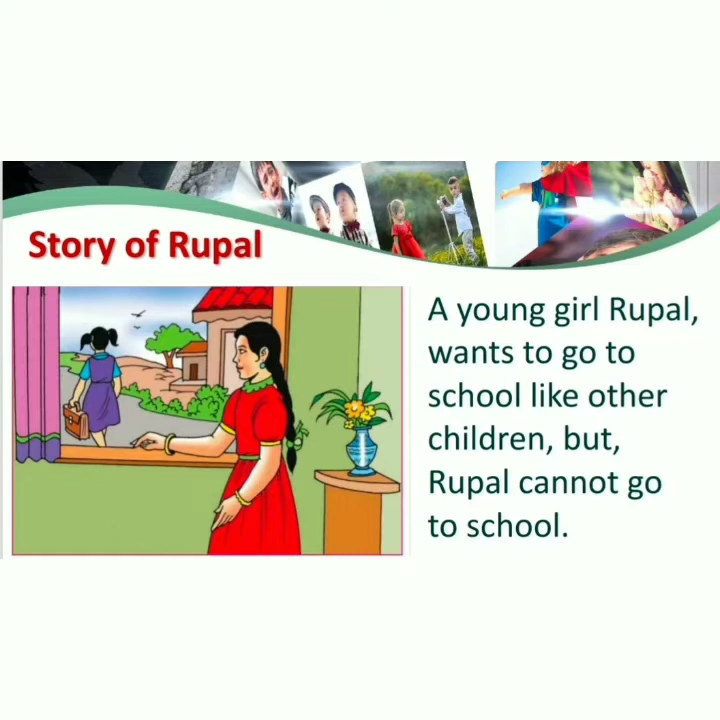 Story of Rupal
A young girl Rupal,
wants to go to
school like other
children, but,
Rupal cannot go
to school.